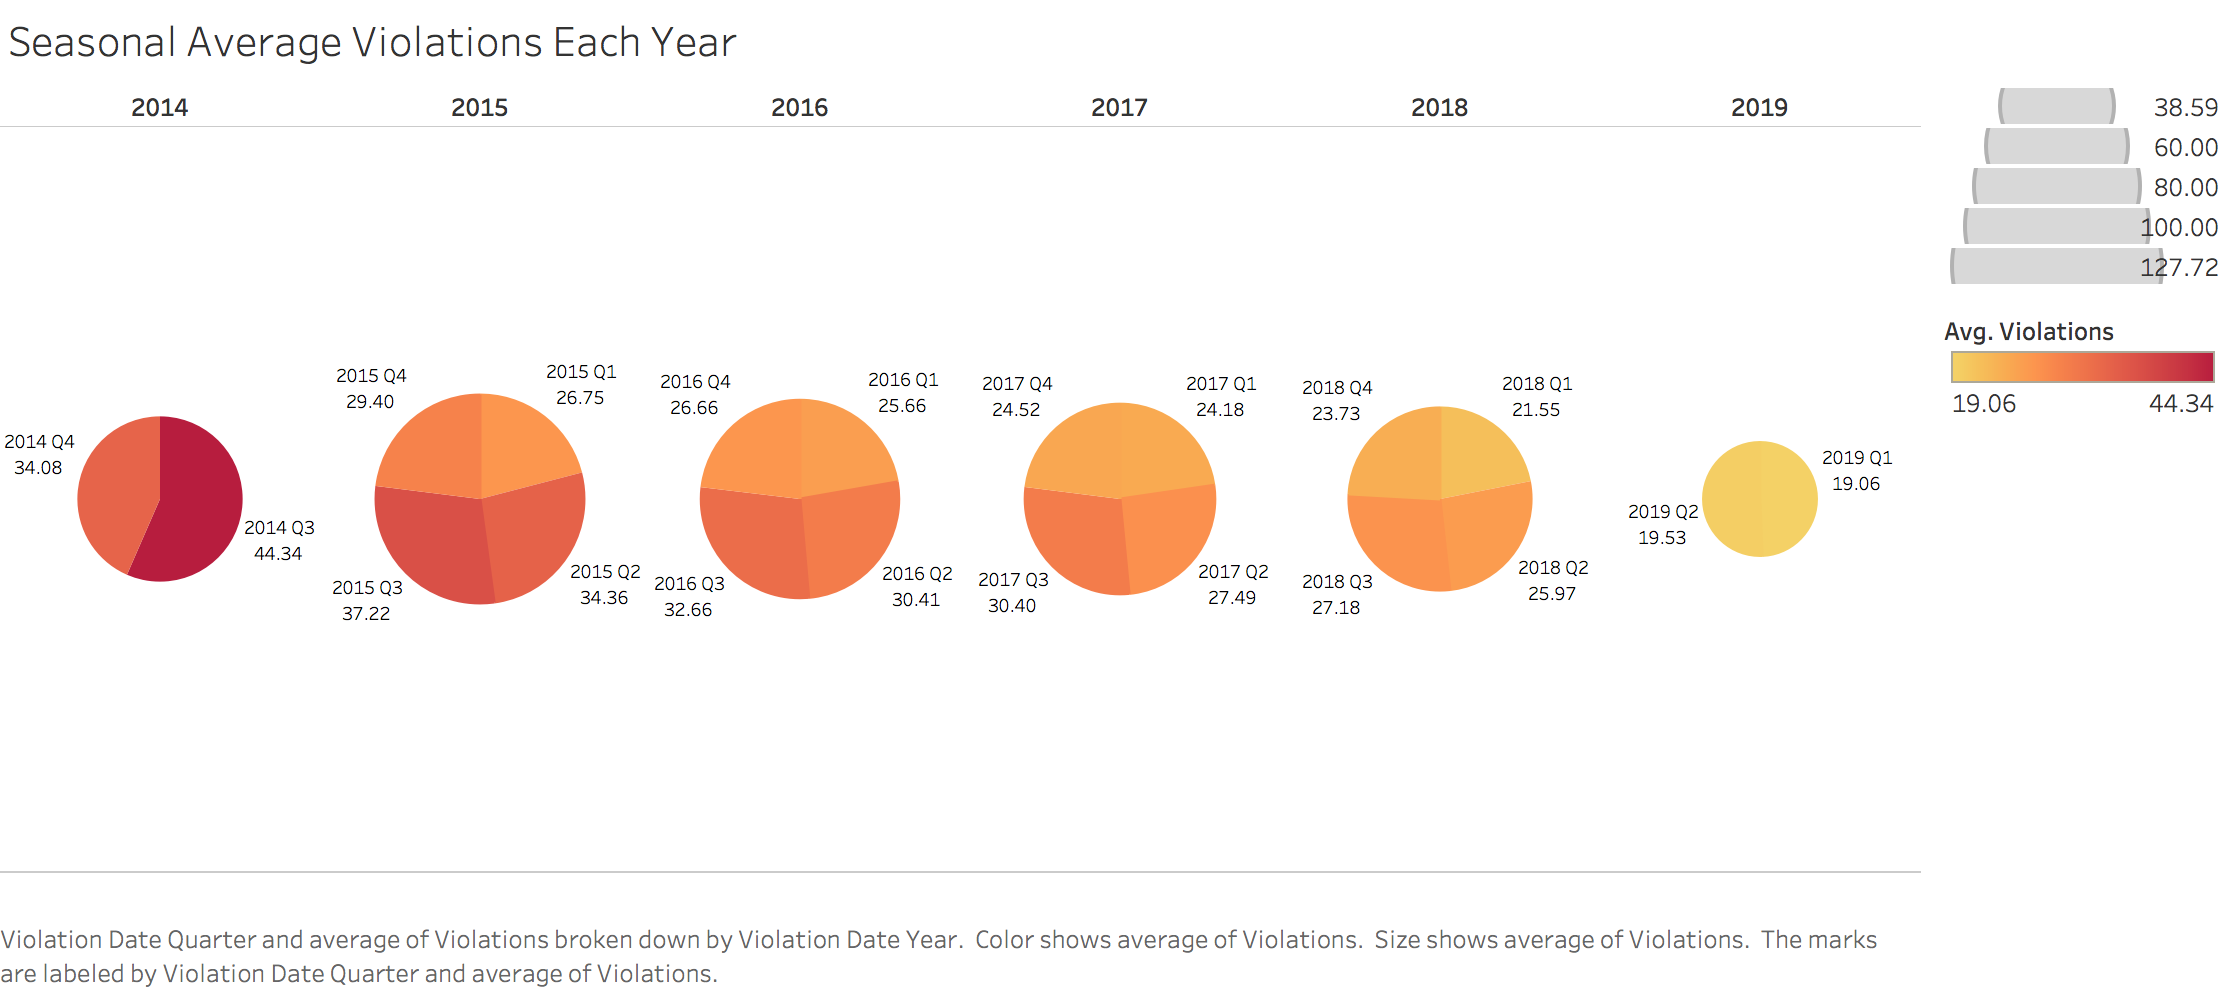 Seasonal Average Violations Each Year
2014
2015
2016
2017
2018
2019
2014 Q4
34.08
2014 Q3
44.34
2015 Q4
29.40
2015 Q1
26.75
2015 Q3
37.22
2015 Q2
34.36
2016 Q4
26.66
2016 Q1
25.66
2016 Q3
32.66
2016 Q2
30.41
2017 Q4
24.52
2017 Q1
24.18
2017 Q3
30.40
2017 Q2
27.49
2018 Q4
23.73
2018 Q1
21.55
2018 Q3
27.18
2018 Q2
25.97
2019 Q2
19.53
2019 Q1
19.06
38.59
60.00
80.00
100.00
127.72
Avg. Violations
19.06
44.34
Violation Date Quarter and average of Violations broken down by Violation Date Year.  Color shows average of Violations.  Size shows average of Violations.  The marks
are labeled by Violation Date Quarter and average of Violations.